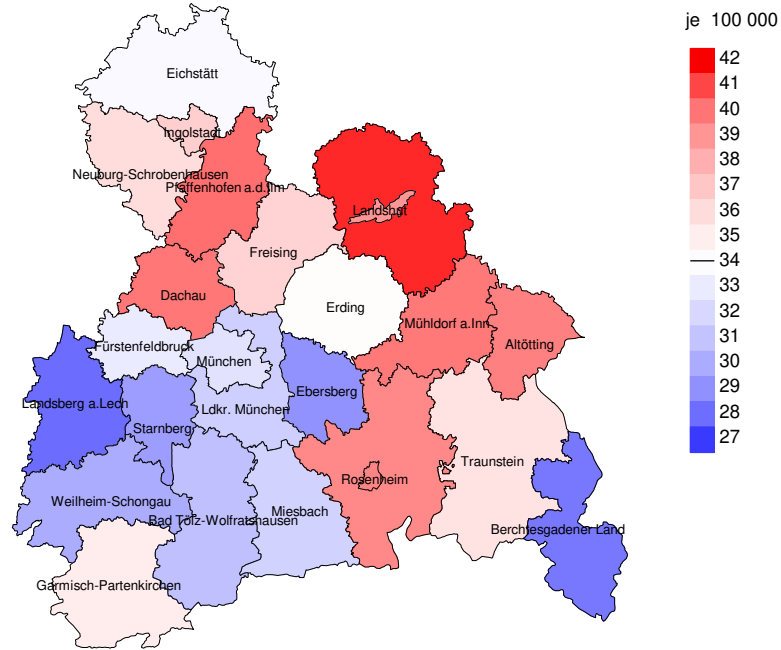 je 100 000
42
41
40
39
38
37
36
35
34
33
32
31
30
29
28
27
Eichstätt
Ingolstadt
Neuburg-Schrobenhausen
Pfaffenhofen a.d.Ilm
Landshut
Freising
Dachau
Erding
Mühldorf a.Inn
Altötting
Fürstenfeldbruck
München
Ebersberg
Landsberg a.Lech
Ldkr. München
Starnberg
Traunstein
Rosenheim
Weilheim-Schongau
Miesbach
Bad Tölz-Wolfratshausen
Berchtesgadener Land
Garmisch-Partenkirchen